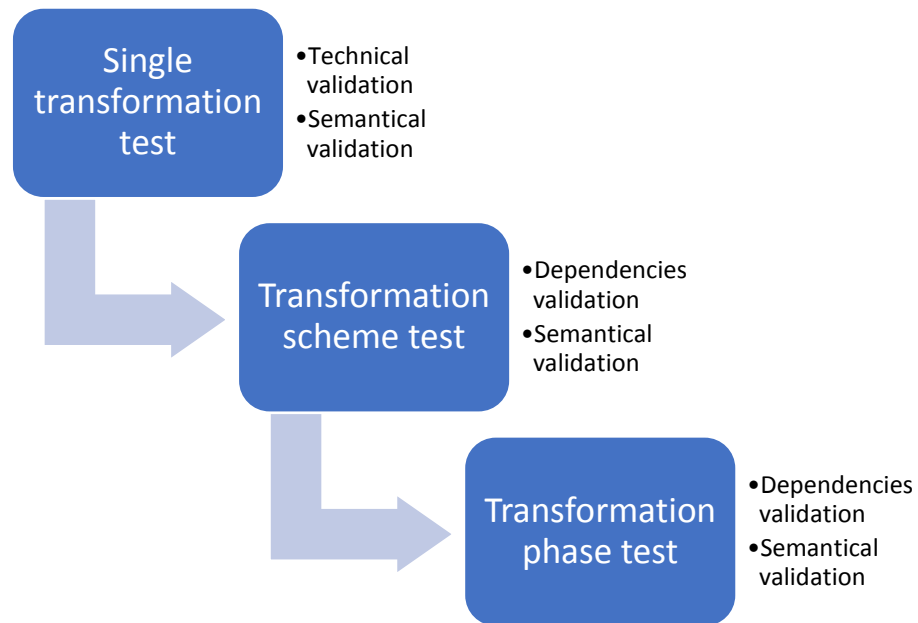 Single
transformation
test
•Technical
validation
•Semantical
validation
Transformation
scheme test
•Dependencies
validation
•Semantical
validation
Transformation
phase test
•Dependencies
validation
•Semantical
validation